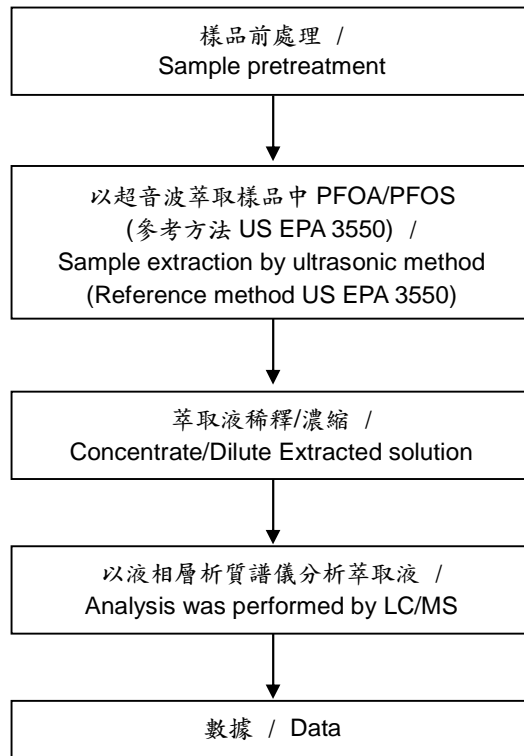 樣品前處理 /
Sample pretreatment
以超音波萃取樣品中 PFOA/PFOS
(參考方法 US EPA 3550) /
Sample extraction by ultrasonic method
(Reference method US EPA 3550)
萃取液稀釋/濃縮 /
Concentrate/Dilute Extracted solution
以液相層析質譜儀分析萃取液 /
Analysis was performed by LC/MS
數據 / Data